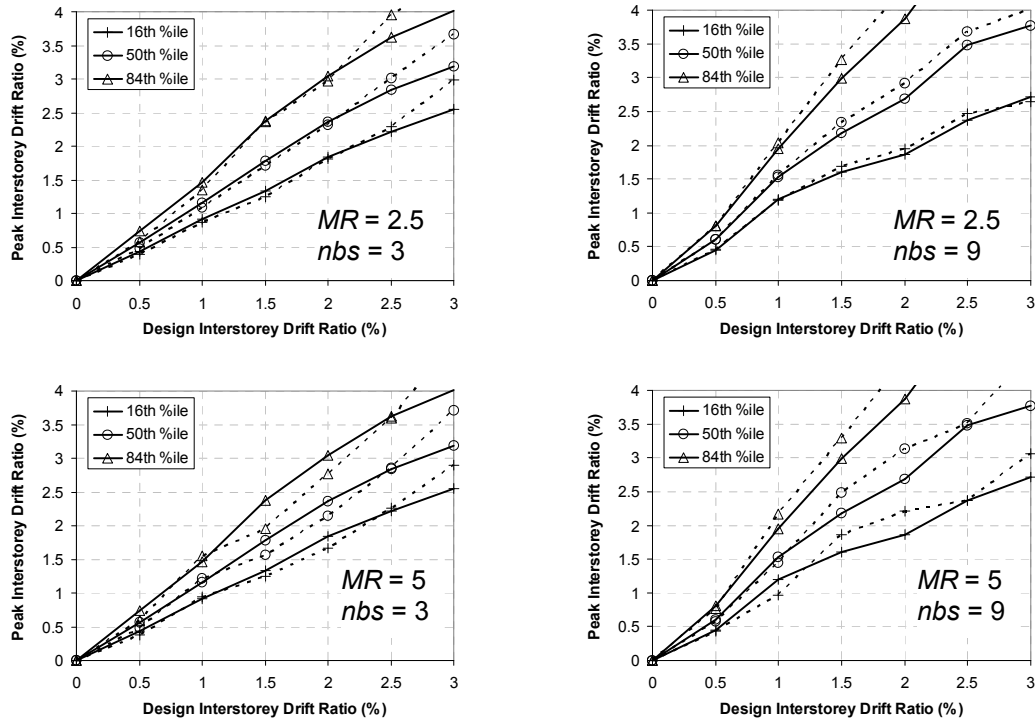 4
3.5
3
2.5
2
1.5
1
0.5
0
Peak Interstorey Drift Ratio (%)
16th %ile
50th %ile
84th %ile
MR = 2.5
nbs = 3
0 0.5 1 1.5 2 2.5 3
Design Interstorey Drift Ratio (%)
4
3.5
3
2.5
2
1.5
1
0.5
0
Peak Interstorey Drift Ratio (%)
16th %ile
50th %ile
84th %ile
MR = 2.5
nbs = 9
0 0.5 1 1.5 2 2.5 3
Design Interstorey Drift Ratio (%)
4
3.5
3
2.5
2
1.5
1
0.5
0
Peak Interstorey Drift Ratio (%)
16th %ile
50th %ile
84th %ile
MR = 5
nbs = 3
0 0.5 1 1.5 2 2.5 3
Design Interstorey Drift Ratio (%)
4
3.5
3
2.5
2
1.5
1
0.5
0
Peak Interstorey Drift Ratio (%)
16th %ile
50th %ile
84th %ile
MR = 5
nbs = 9
0 0.5 1 1.5 2 2.5 3
Design Interstorey Drift Ratio (%)